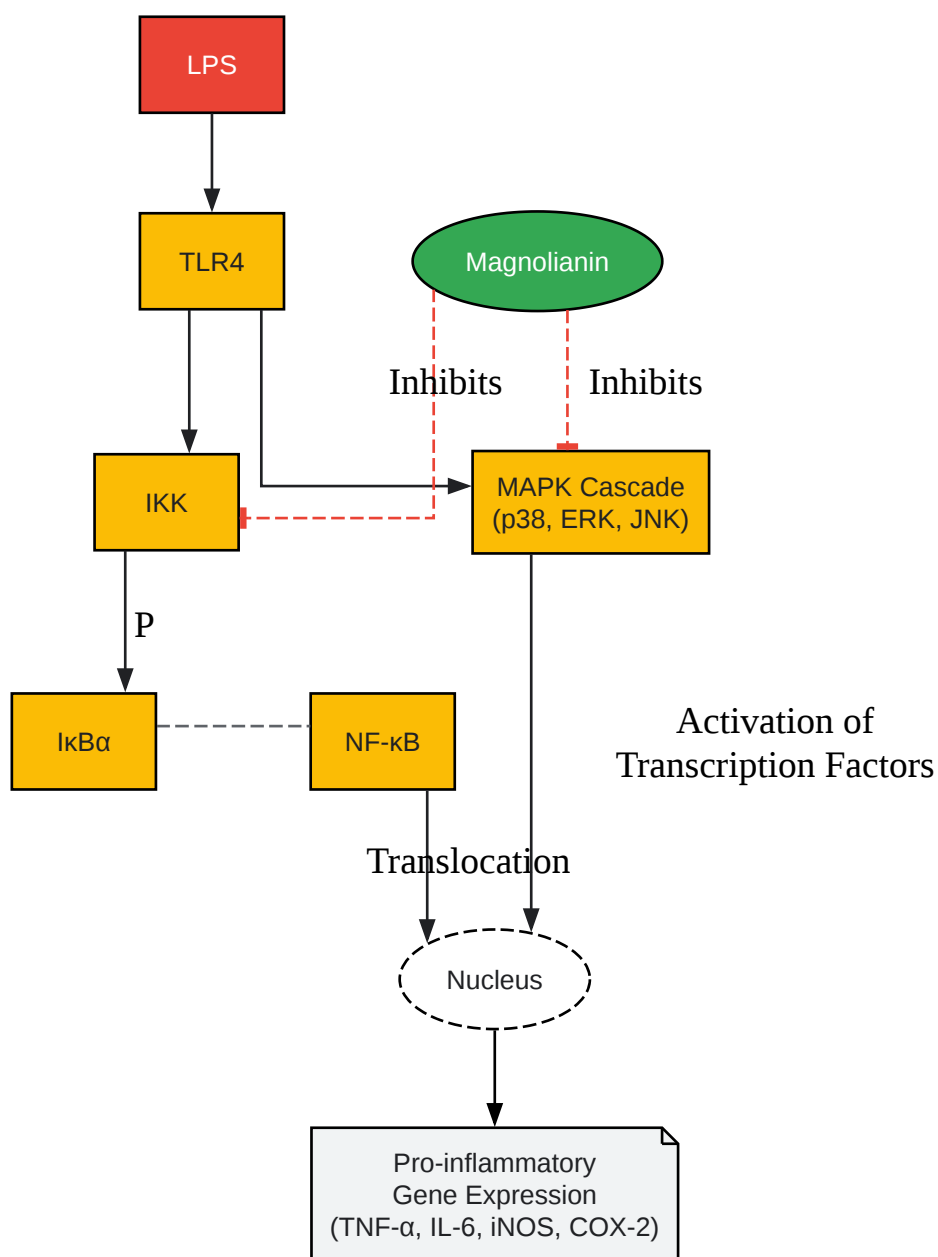 LPS
TLR4
Magnolianin
Inhibits
Inhibits
IKK
MAPK Cascade
(p38, ERK, JNK)
P
IκBα
NF-κB
Activation of
Transcription Factors
Translocation
Nucleus
Pro-inflammatory
Gene Expression
(TNF-α, IL-6, iNOS, COX-2)